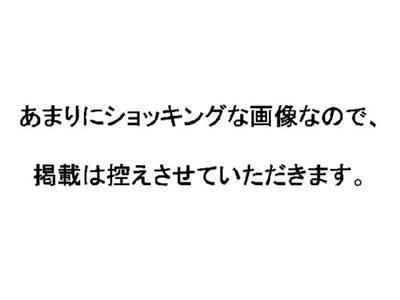 あまりにショッキングな画像なので、
掲載は控えさせていただきます。